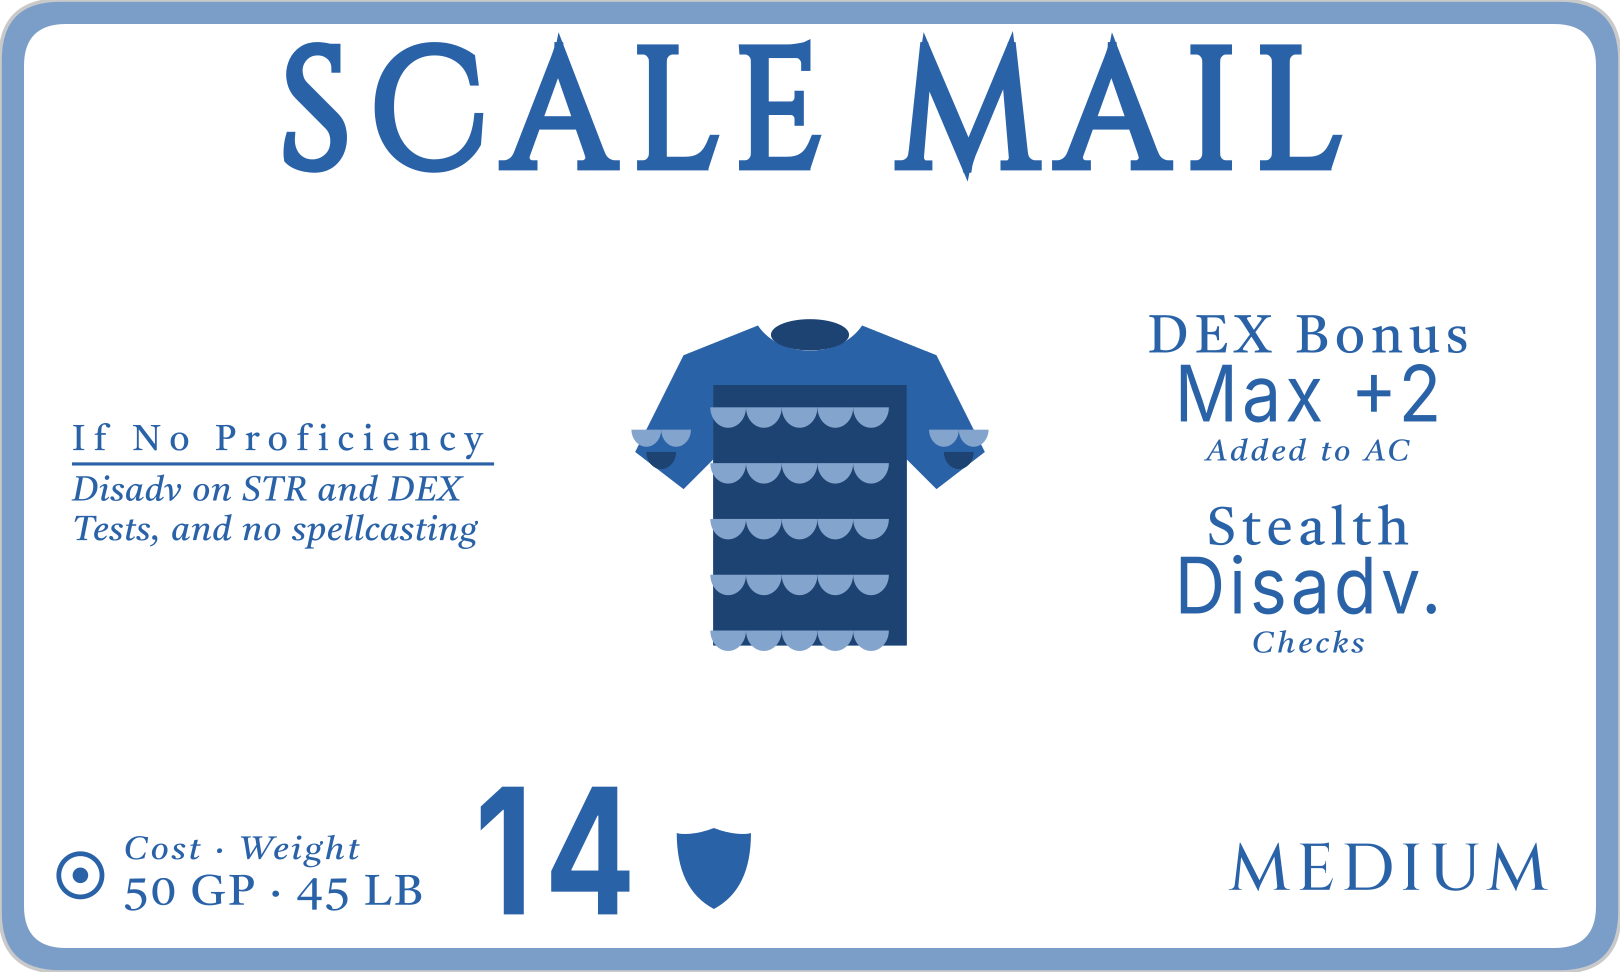 SCALE MAIL
If No Proficiency
Disadv on STR and DEX
Tests, and no spellcasting
DEX Bonus
Max +2
Added to AC
Stealth
Disadv.
Checks
Cost · Weight
50 GP · 45 LB
14
MEDIUM